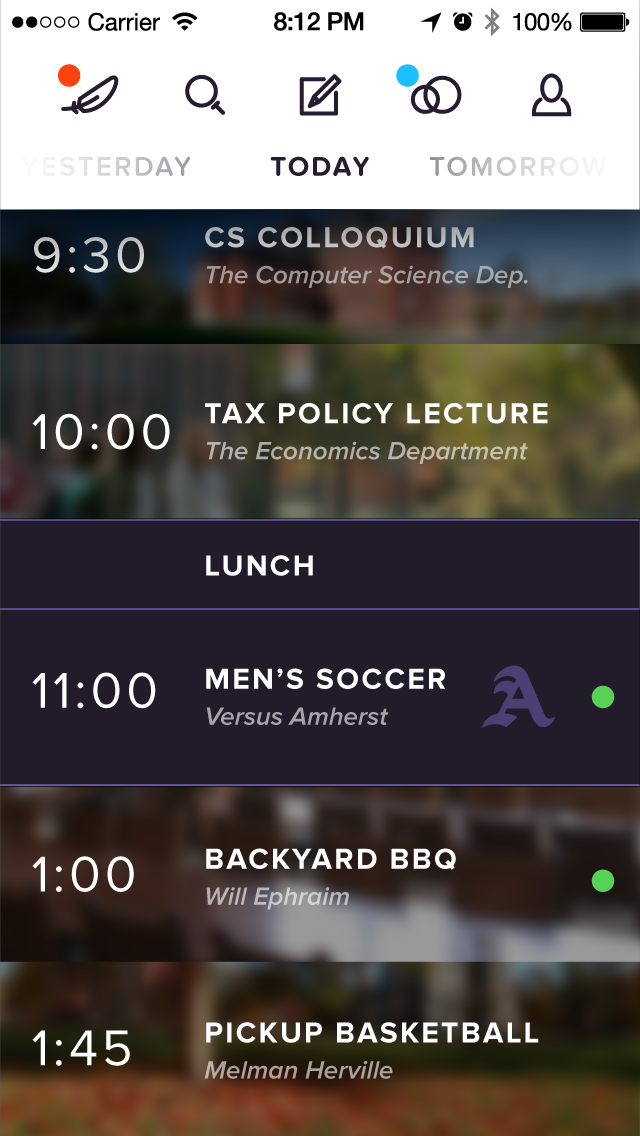 Carrier 8:12 PM 100%
YESTERDAY TODAY TOMORROW
9:30 CS COLLOQUIUM
The Computer Science Dep.
10:00 TAX POLICY LECTURE
The Economics Department
LUNCH
11:00 MEN’S SOCCER A
Versus Amherst
1:00 BACKYARD BBQ
Will Ephraim
1:45 PICKUP BASKETBALL
Melman Herville